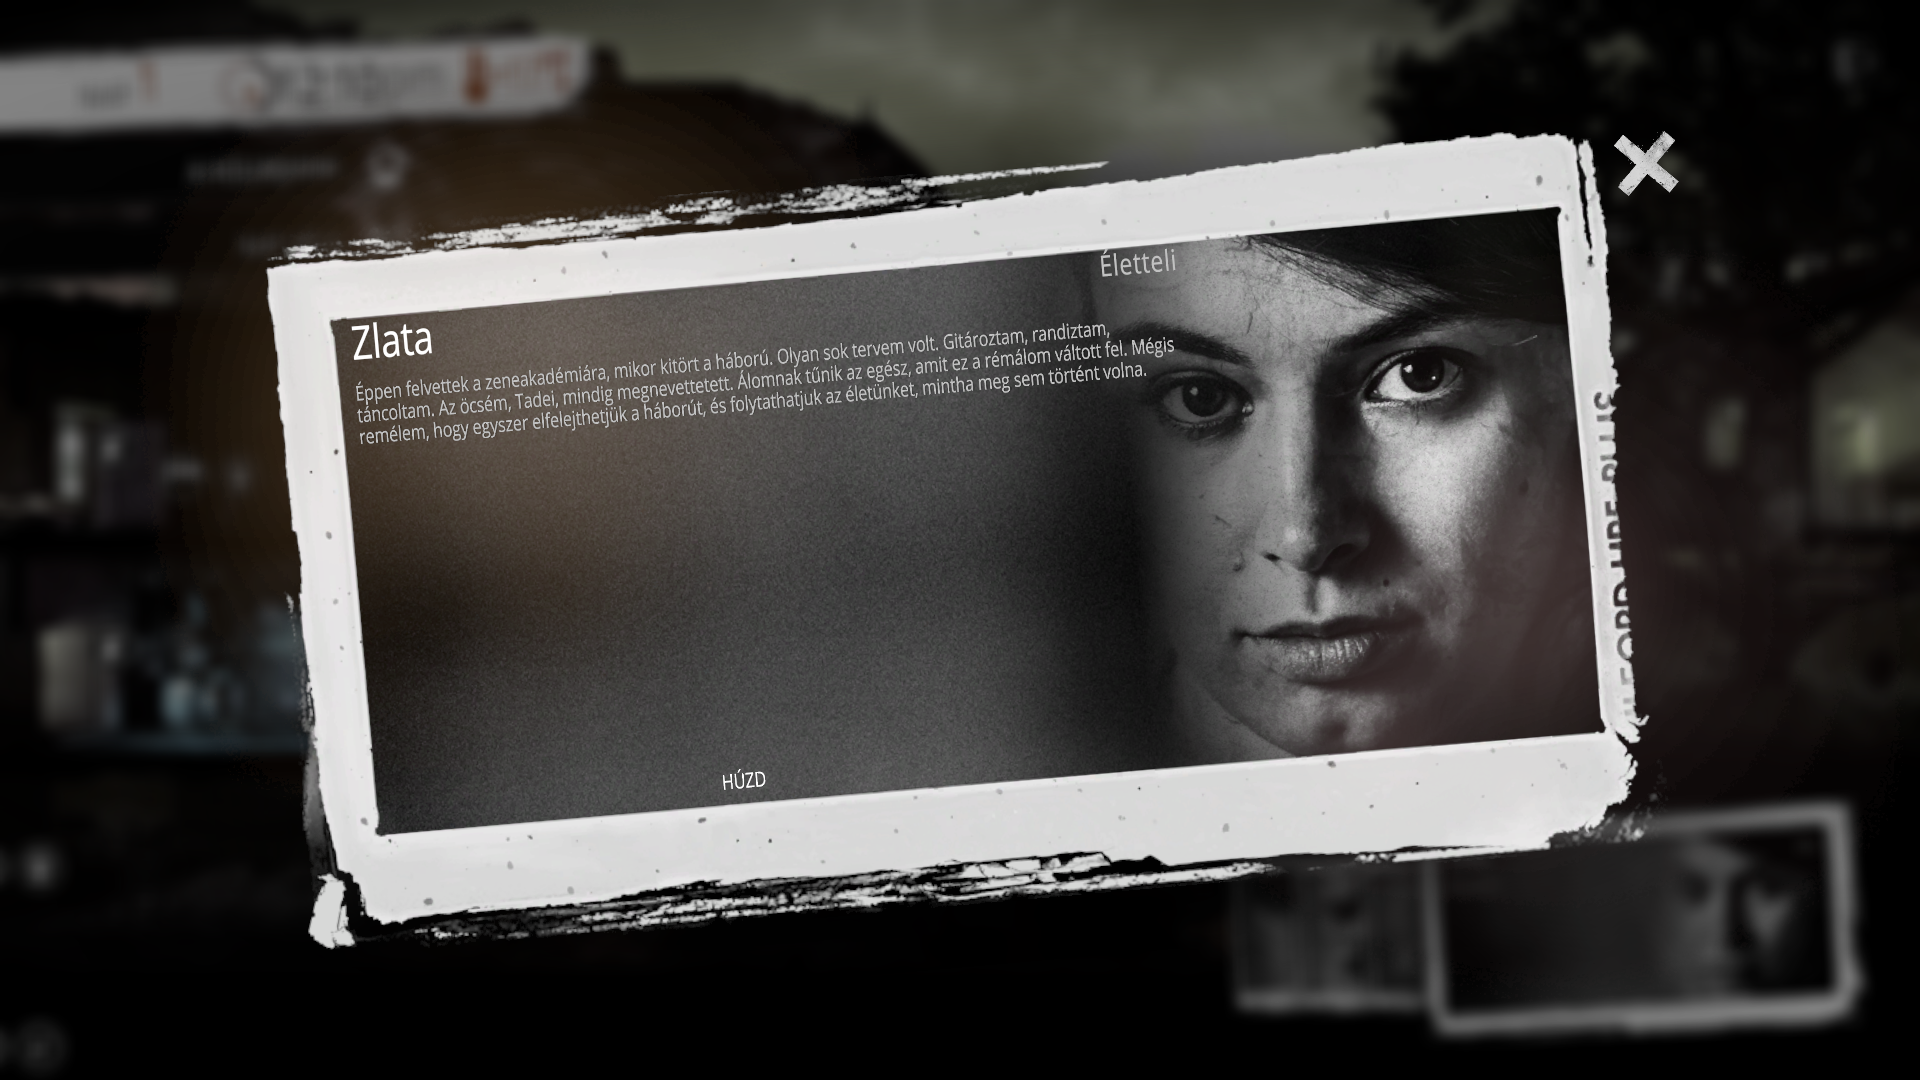 Életteli
Zlata
Éppen felvettek a zeneakadémiára, mikor kitört a háború. Olyan sok tervem volt. Gitároztam, randiztam,
táncoltam. Az öcsém, Tadei, mindig megnevettetett. Álomnak tűnik az egész, amit ez a rémálom váltott fel. Mégis
remélem, hogy egyszer elfelejthetjük a háborút, és folytathatjuk az életünket, mintha meg sem történt volna.
HÚZD